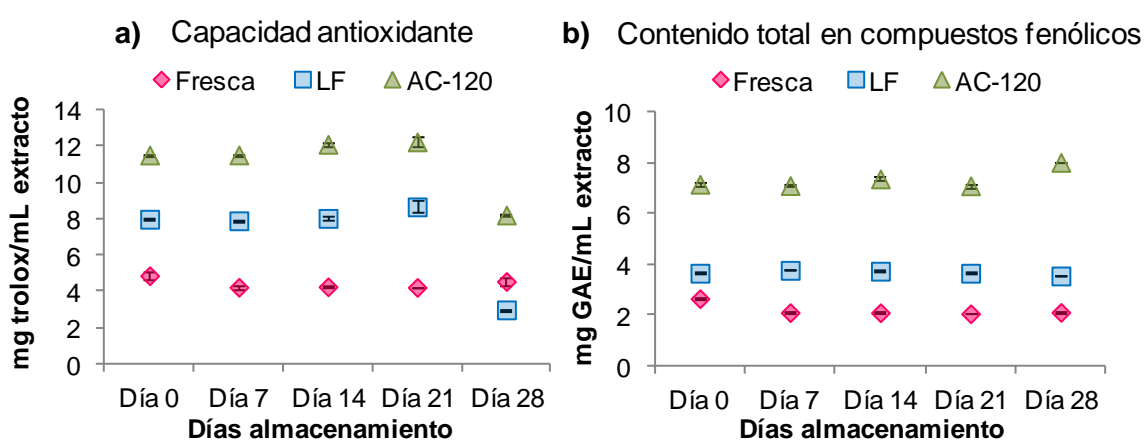 a) Capacidad antioxidante
Fresca LF AC-120
mg trolox/mL extracto
14
12
10
8
6
4
2
0
Día 0 Día 7 Día 14 Día 21 Día 28
Días almacenamiento
b) Contenido total en compuestos fenólicos
Fresca LF AC-120
mg GAE/mL extracto
10
8
6
4
2
0
Día 0 Día 7 Día 14 Día 21 Día 28
Días almacenamiento